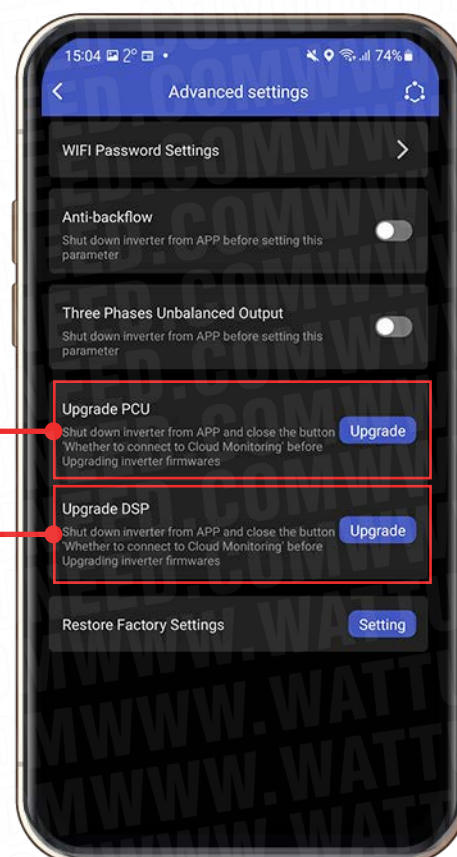 15:04 2° •
74%
Advanced settings
WIFI Password Settings
Anti-backflow
Shut down inverter from APP before setting this
parameter
Three Phases Unbalanced Output
Shut down inverter from APP before setting this
parameter
Upgrade PCU
Shut down inverter from APP and close the button
'Whether to connect to Cloud Monitoring' before
Upgrading inverter firmwares
Upgrade
Upgrade DSP
Shut down inverter from APP and close the button
'Whether to connect to Cloud Monitoring' before
Upgrading inverter firmwares
Upgrade
Restore Factory Settings
Setting